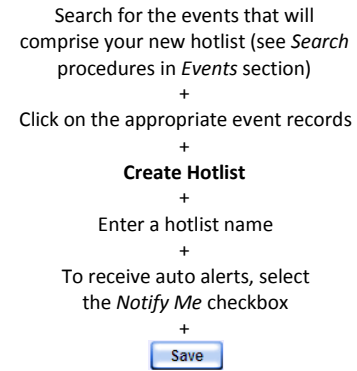 Search for the events that will
comprise your new hotlist (see Search
procedures in Events section)
+
Click on the appropriate event records
+
Create Hotlist
+
Enter a hotlist name
+
To receive auto alerts, select
the Notify Me checkbox
+
Save